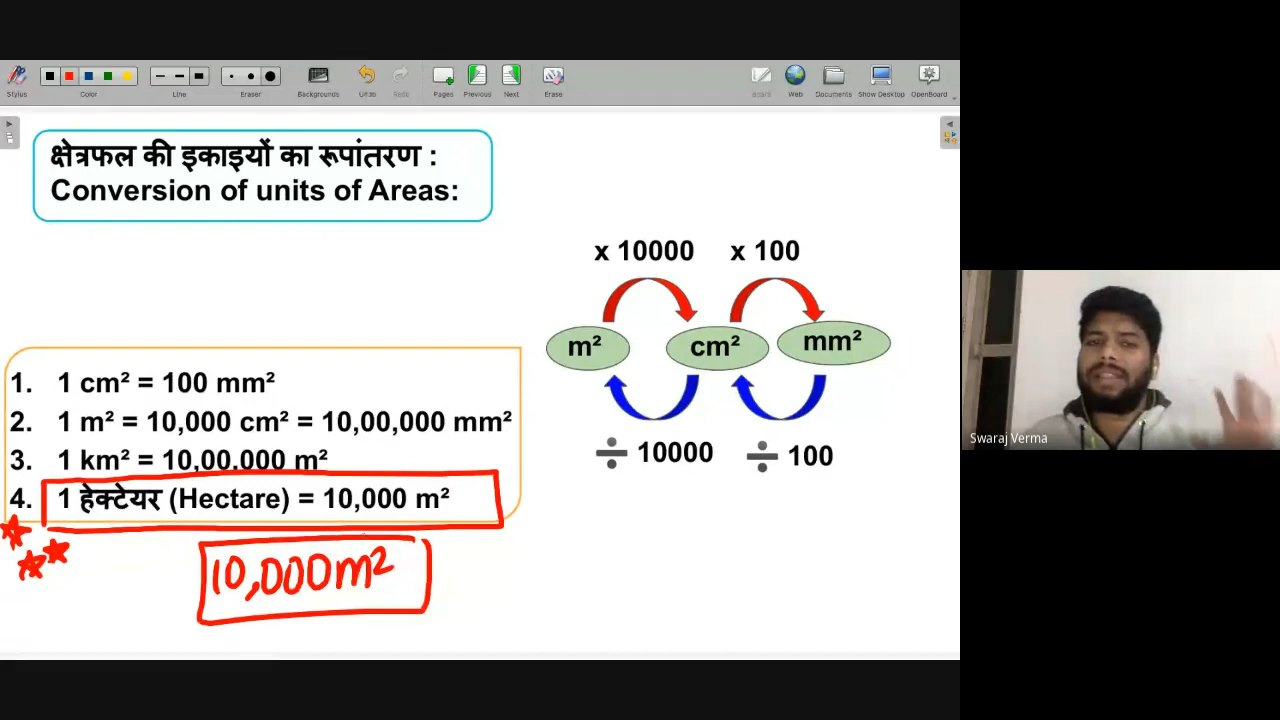 Stylus
Color
Line
Eraser
Backgrounds
Undo
Redo
Pages
Previous
Next
Erase
Board
Web
Documents
Show Desktop
OpenBoard
क्षेत्रफल की इकाइयों का रूपांतरण :
Conversion of units of Areas:
x 10000 x 100
m² cm² mm²
÷ 10000 ÷ 100
1. 1 cm² = 100 mm²
2. 1 m² = 10,000 cm² = 10,00,000 mm²
3. 1 km² = 10,00,000 m²
4. 1 हेक्टेयर (Hectare) = 10,000 m²
10,000m²
Swaraj Verma